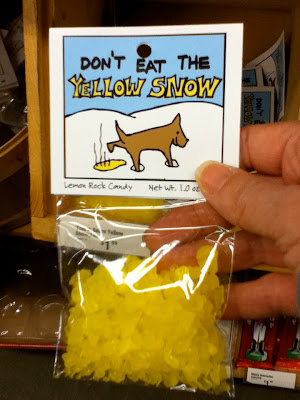 DON'T EAT THE
YELLOW SNOW
Lemon Rock Candy Net Wt. 1.0 oz